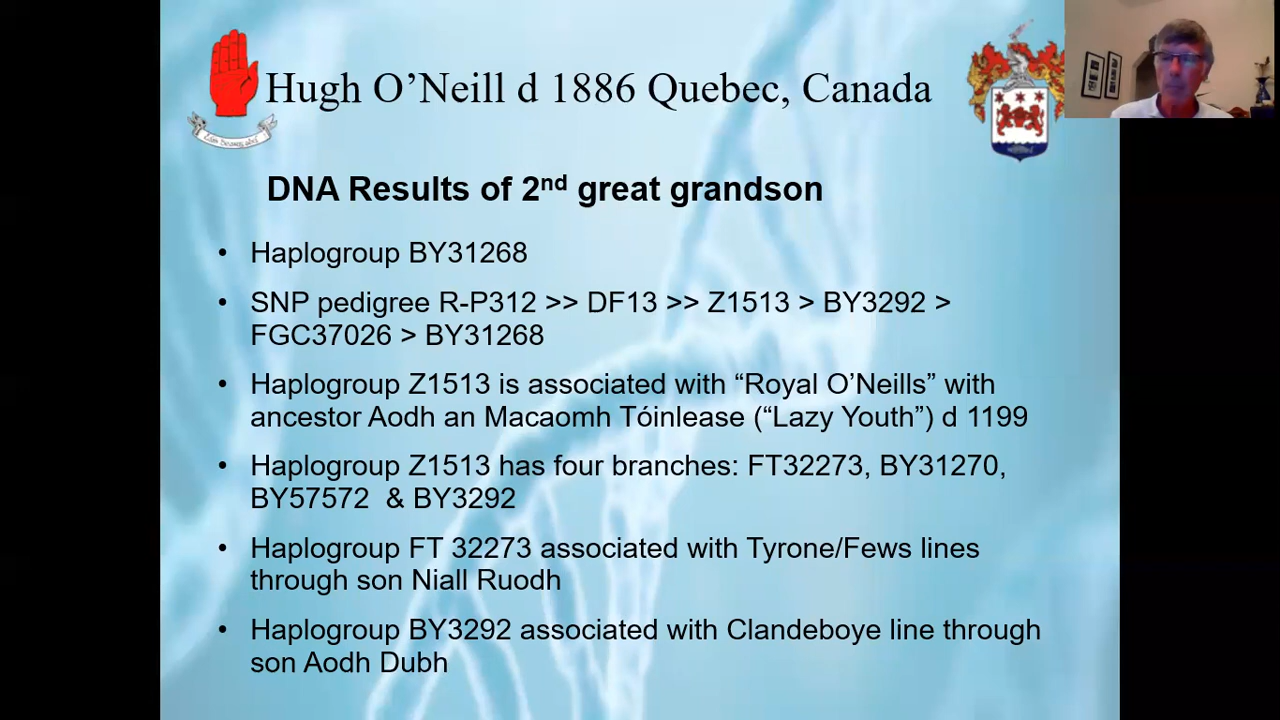 Hugh O’Neill d 1886 Quebec, Canada
DNA Results of 2nd great grandson
• Haplogroup BY31268
• SNP pedigree R-P312 >> DF13 >> Z1513 > BY3292 >
FGC37026 > BY31268
• Haplogroup Z1513 is associated with “Royal O’Neills” with
ancestor Aodh an Macaomh Tóinlease (“Lazy Youth”) d 1199
• Haplogroup Z1513 has four branches: FT32273, BY31270,
BY57572 & BY3292
• Haplogroup FT 32273 associated with Tyrone/Fews lines
through son Niall Ruodh
• Haplogroup BY3292 associated with Clandeboye line through
son Aodh Dubh